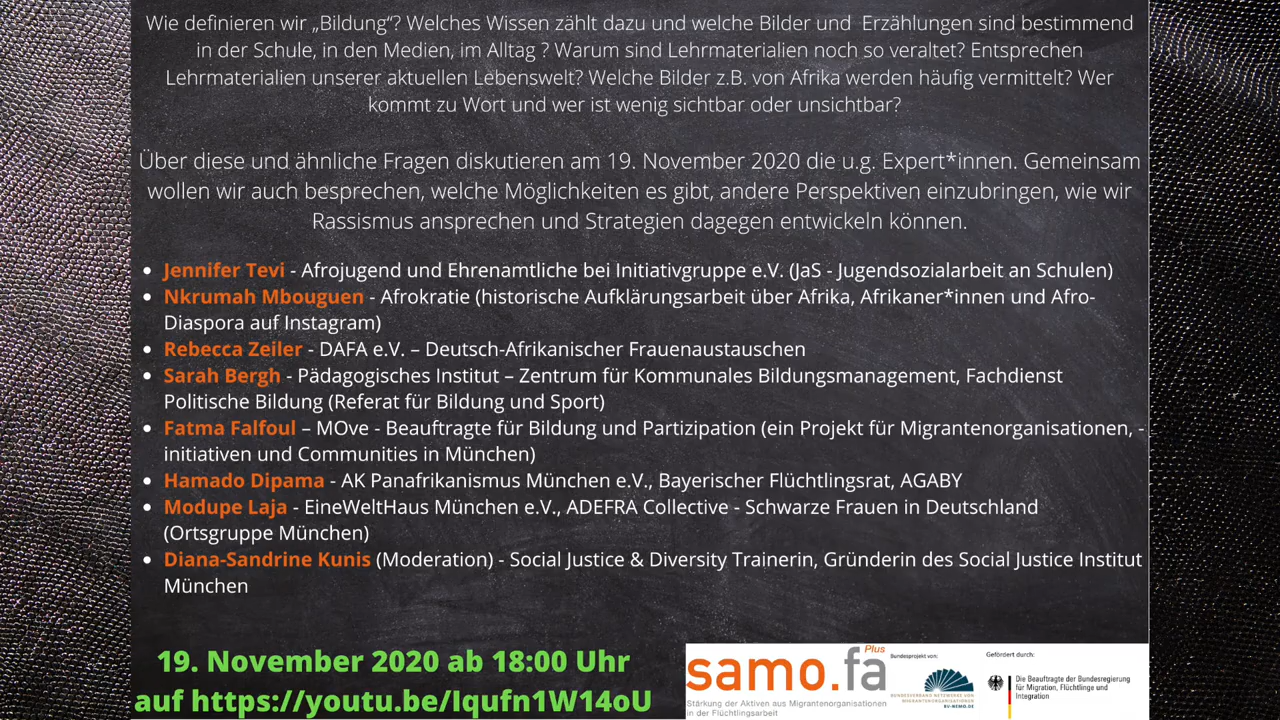 Wie definieren wir „Bildung“? Welches Wissen zählt dazu und welche Bilder und Erzählungen sind bestimmend
in der Schule, in den Medien, im Alltag ? Warum sind Lehrmaterialien noch so veraltet? Entsprechen
Lehrmaterialien unserer aktuellen Lebenswelt? Welche Bilder z.B. von Afrika werden häufig vermittelt? Wer
kommt zu Wort und wer ist wenig sichtbar oder unsichtbar?
Über diese und ähnliche Fragen diskutieren am 19. November 2020 die u.g. Expert*innen. Gemeinsam
wollen wir auch besprechen, welche Möglichkeiten es gibt, andere Perspektiven einzubringen, wie wir
Rassismus ansprechen und Strategien dagegen entwickeln können.
• Jennifer Tevi - Afrojugend und Ehrenamtliche bei Initiativgruppe e.V. (JaS - Jugendsozialarbeit an Schulen)
• Nkrumah Mbouguen - Afrokratie (historische Aufklärungsarbeit über Afrika, Afrikaner*innen und Afro-
Diaspora auf Instagram)
• Rebecca Zeiler - DAFA e.V. – Deutsch-Afrikanischer Frauenaustauschen
• Sarah Bergh - Pädagogisches Institut – Zentrum für Kommunales Bildungsmanagement, Fachdienst
Politische Bildung (Referat für Bildung und Sport)
• Fatma Falfoul – MOve - Beauftragte für Bildung und Partizipation (ein Projekt für Migrantenorganisationen, -
initiativen und Communities in München)
• Hamado Dipama - AK Panafrikanismus München e.V., Bayerischer Flüchtlingsrat, AGABY
• Modupe Laja - EineWeltHaus München e.V., ADEFRA Collective - Schwarze Frauen in Deutschland
(Ortsgruppe München)
• Diana-Sandrine Kunis (Moderation) - Social Justice & Diversity Trainerin, Gründerin des Social Justice Institut
München
19. November 2020 ab 18:00 Uhr
auf https://youtu.be/Iqufn1W14oU
samo.fa Plus
Stärkung der Aktiven aus Migrantenorganisationen
in der Flüchtlingsarbeit
Bundesprojekt von:
BUNDESVERBAND NETZWERKE VON
MIGRANTENORGANISATIONEN
BV-NEMO.DE
Gefördert durch:
Die Beauftragte der Bundesregierung
für Migration, Flüchtlinge und
Integration